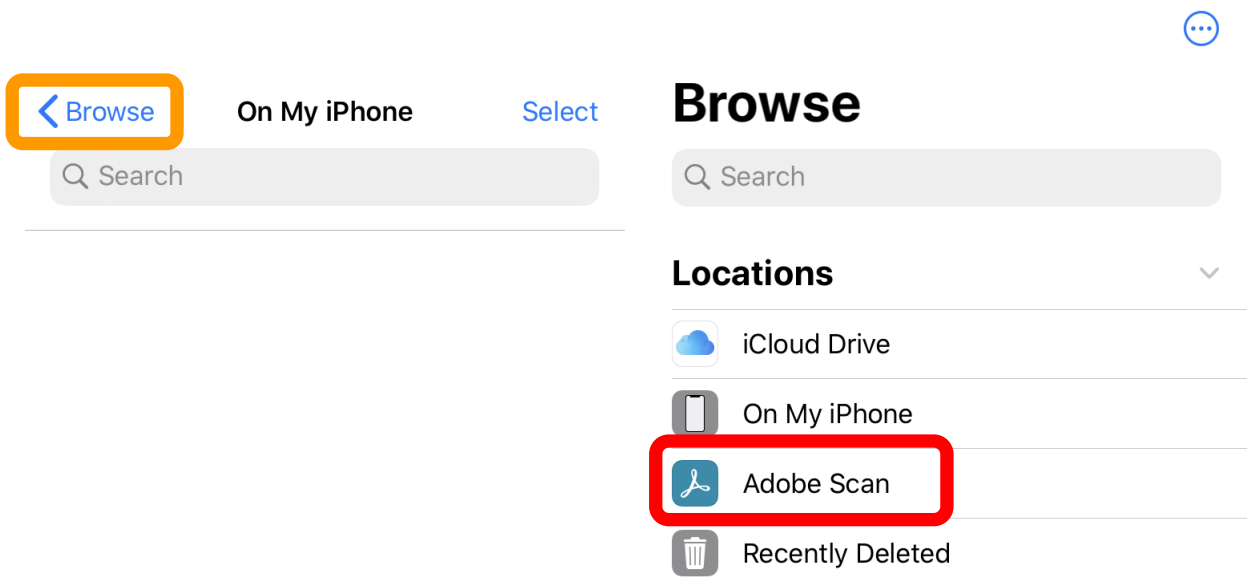 Browse
On My iPhone
Select
Search
Browse
Search
Locations
iCloud Drive
On My iPhone
Adobe Scan
Recently Deleted